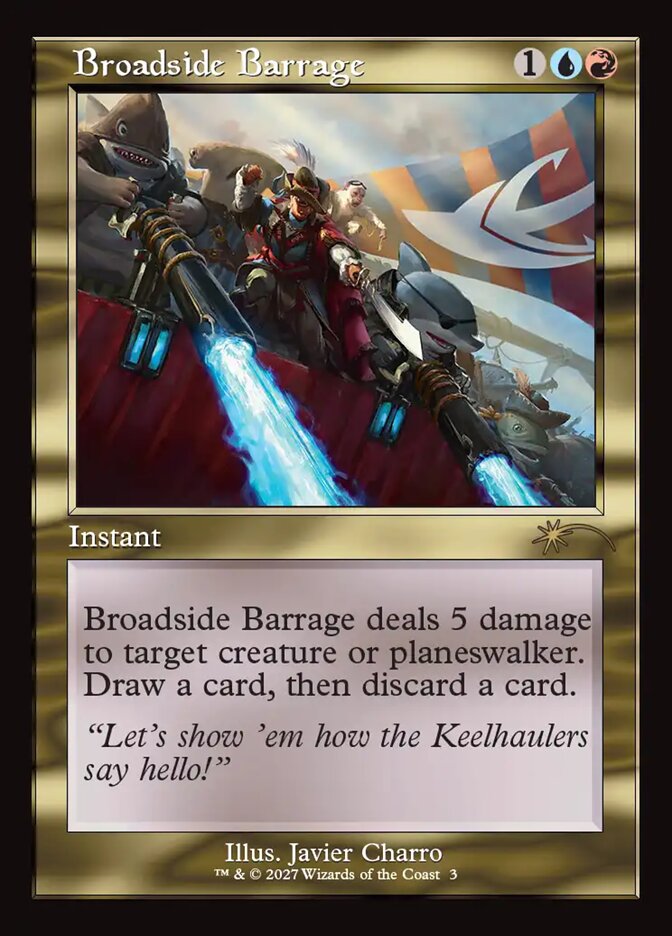 Broadside Barrage 1
Instant
Broadside Barrage deals 5 damage
to target creature or planeswalker.
Draw a card, then discard a card.
“Let’s show ’em how the Keelhaulers
say hello!”
Illus. Javier Charro
™ & © 2027 Wizards of the Coast 3